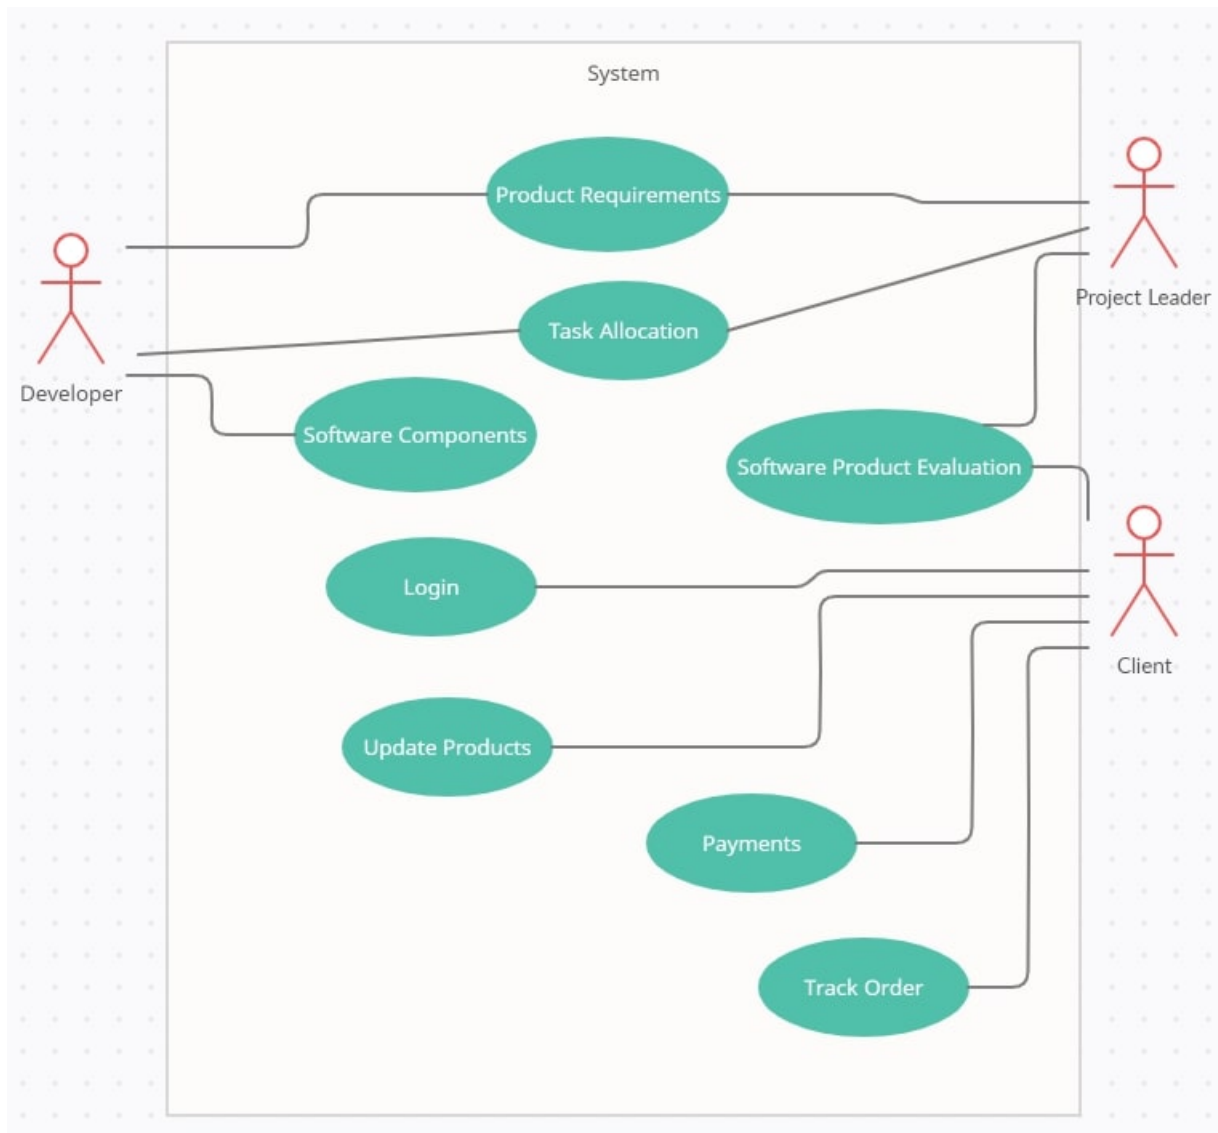 System
Product Requirements
Project Leader
Task Allocation
Developer
Software Components
Software Product Evaluation
Login
Client
Update Products
Payments
Track Order